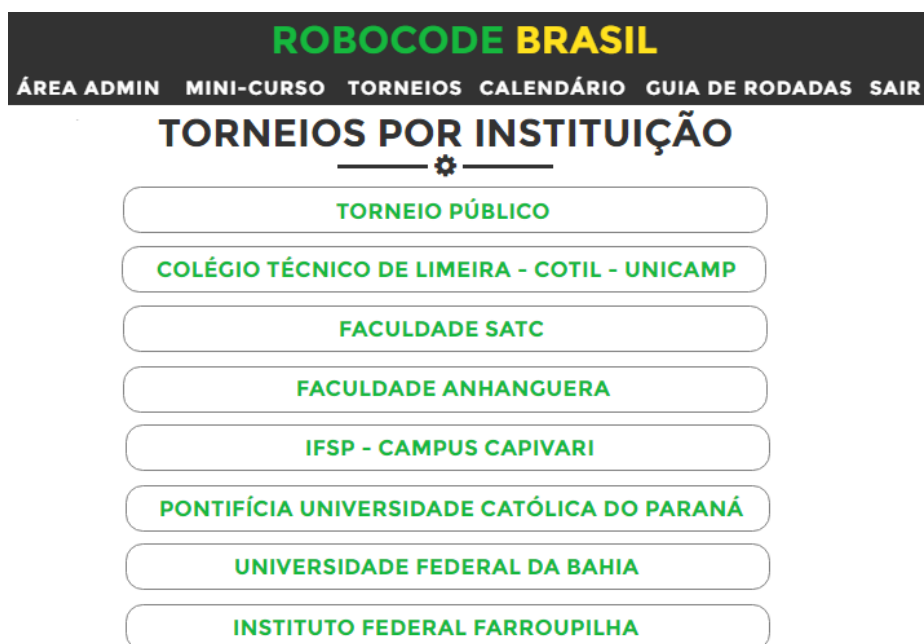 ROBOCODE BRASIL
ÁREA ADMIN MINI-CURSO TORNEIOS CALENDÁRIO GUIA DE RODADAS SAIR
TORNEIOS POR INSTITUIÇÃO
TORNEIO PÚBLICO
COLÉGIO TÉCNICO DE LIMEIRA - COTIL - UNICAMP
FACULDADE SATC
FACULDADE ANHANGUERA
IFSP - CAMPUS CAPIVARI
PONTIFÍCIA UNIVERSIDADE CATÓLICA DO PARANÁ
UNIVERSIDADE FEDERAL DA BAHIA
INSTITUTO FEDERAL FARROUPILHA